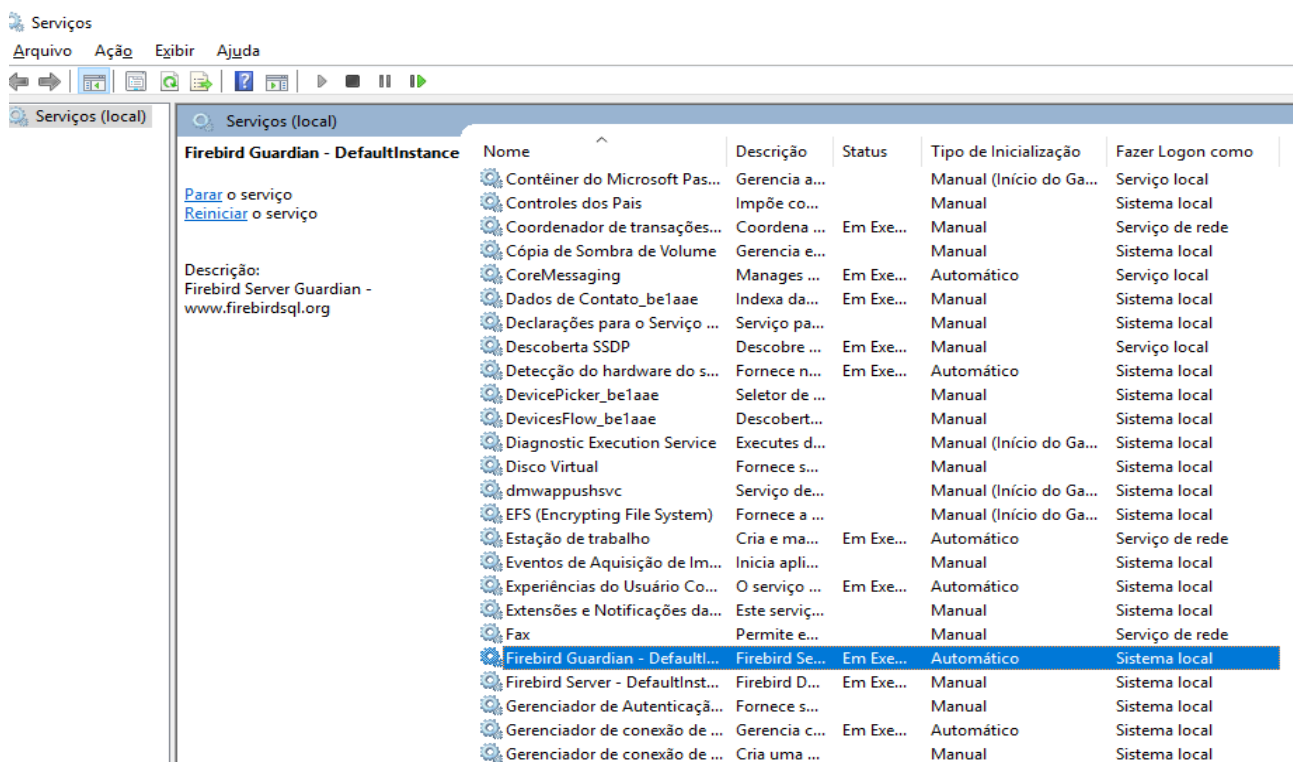 Serviços
Arquivo Ação Exibir Ajuda
Serviços (local)
Serviços (local)
Firebird Guardian - DefaultInstance
Parar o serviço
Reiniciar o serviço
Descrição:
Firebird Server Guardian -
www.firebirdsql.org
Nome Descrição Status Tipo de Inicialização Fazer Logon como
Contêiner do Microsoft Pas... Gerencia a... Manual (Início do Ga... Serviço local
Controles dos Pais Impõe co... Manual Sistema local
Coordenador de transações... Coordena ... Em Exe... Manual Serviço de rede
Cópia de Sombra de Volume Gerencia e... Manual Sistema local
CoreMessaging Manages ... Em Exe... Automático Serviço local
Dados de Contato_be1aae Indexa da... Em Exe... Manual Sistema local
Declarações para o Serviço ... Serviço pa... Manual Sistema local
Descoberta SSDP Descobre ... Em Exe... Manual Serviço local
Detecção do hardware do s... Fornece n... Em Exe... Automático Sistema local
DevicePicker_be1aae Seletor de ... Manual Sistema local
DevicesFlow_be1aae Descobert... Manual Sistema local
Diagnostic Execution Service Executes d... Manual (Início do Ga... Sistema local
Disco Virtual Fornece s... Manual Sistema local
dmwappushsvc Serviço de... Manual (Início do Ga... Sistema local
EFS (Encrypting File System) Fornece a ... Manual (Início do Ga... Sistema local
Estação de trabalho Cria e ma... Em Exe... Automático Serviço de rede
Eventos de Aquisição de Im... Inicia apli... Manual Sistema local
Experiências do Usuário Co... O serviço ... Em Exe... Automático Sistema local
Extensões e Notificações da... Este serviç... Manual Sistema local
Fax Permite e... Manual Serviço de rede
Firebird Guardian - DefaultI... Firebird Se... Em Exe... Automático Sistema local
Firebird Server - DefaultInst... Firebird D... Em Exe... Manual Sistema local
Gerenciador de Autenticaçã... Fornece s... Manual Sistema local
Gerenciador de conexão de ... Gerencia c... Em Exe... Automático Sistema local
Gerenciador de conexão de ... Cria uma ... Manual Sistema local